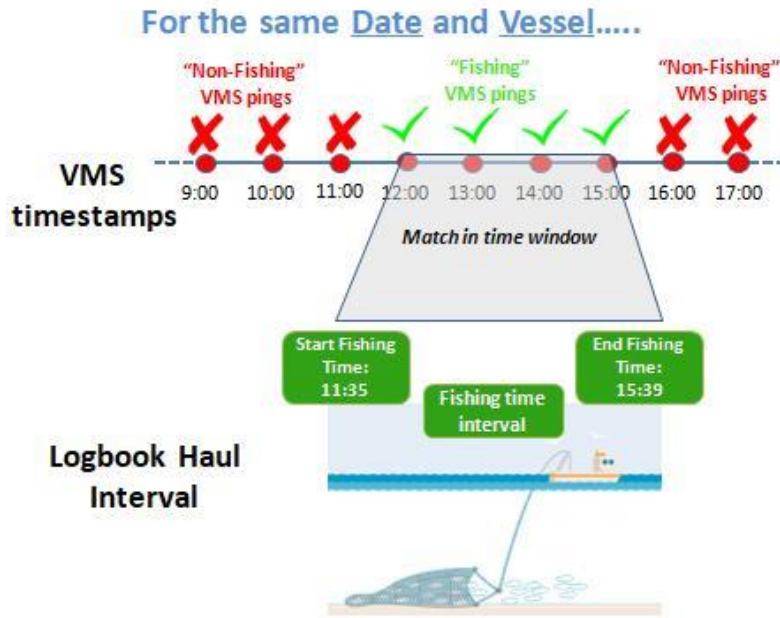 For the same Date and Vessel.....
“Non-Fishing”
VMS pings
“Fishing”
VMS pings
“Non-Fishing”
VMS pings
VMS
timestamps
9:00 10:00 11:00 12:00 13:00 14:00 15:00 16:00 17:00
Match in time window
Start Fishing
Time:
11:35
End Fishing
Time:
15:39
Fishing time
interval
Logbook Haul
Interval